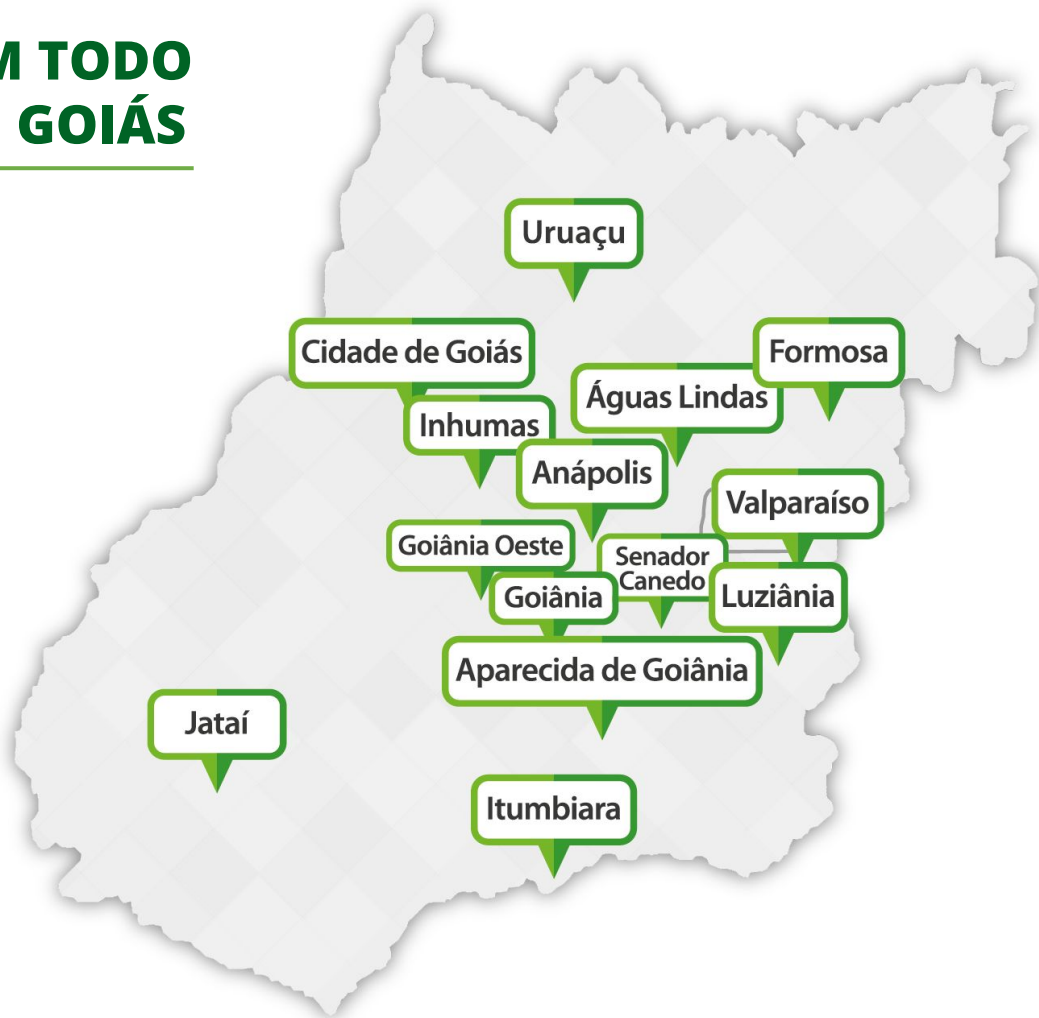 M TODO
GOIÁS
Uruaçu
Cidade de Goiás
Formosa
Águas Lindas
Inhumas
Anápolis
Valparaíso
Goiânia Oeste
Senador
Canedo
Goiânia
Luziânia
Aparecida de Goiânia
Jataí
Itumbiara